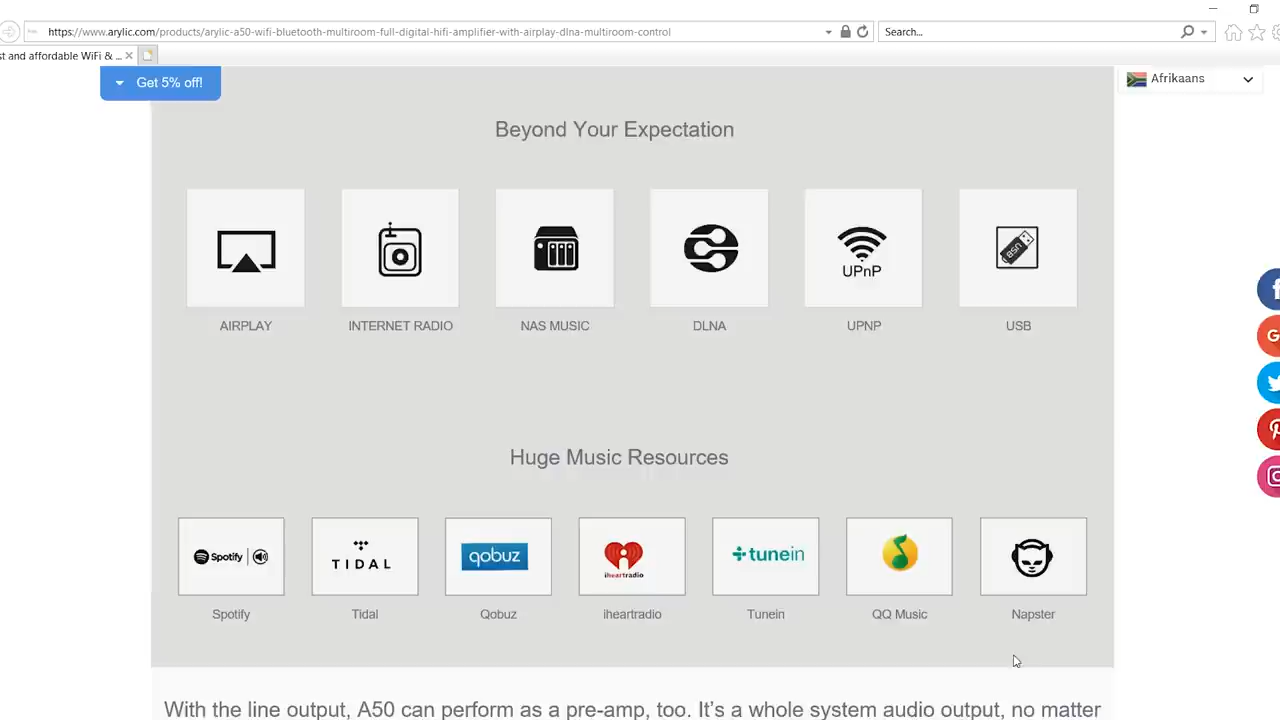 https://www.arylic.com/products/arylic-a50-wifi-bluetooth-multiroom-full-digital-hifi-amplifier-with-airplay-dlna-multiroom-control
Search...
st and affordable WiFi & ...
Get 5% off!
Afrikaans
Beyond Your Expectation
UPnP
USB
AIRPLAY
INTERNET RADIO
NAS MUSIC
DLNA
UPNP
USB
Huge Music Resources
Spotify
TIDAL
qobuz
iheartradio
tunein
Spotify
Tidal
Qobuz
iheartradio
Tunein
QQ Music
Napster
With the line output, A50 can perform as a pre-amp, too. It's a whole system audio output, no matter